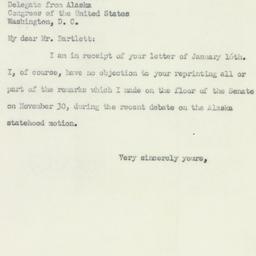 Delegate from Alaska
Congress of the United States
Washington, D. C.
My dear Mr. Bartlett:
I am in receipt of your letter of January 16th.
I, of course, have no objection to your reprinting all or
part of the remarks which I made on the floor of the Senate
on November 30, during the recent debate on the Alaska
statehood motion.
Very sincerely yours,